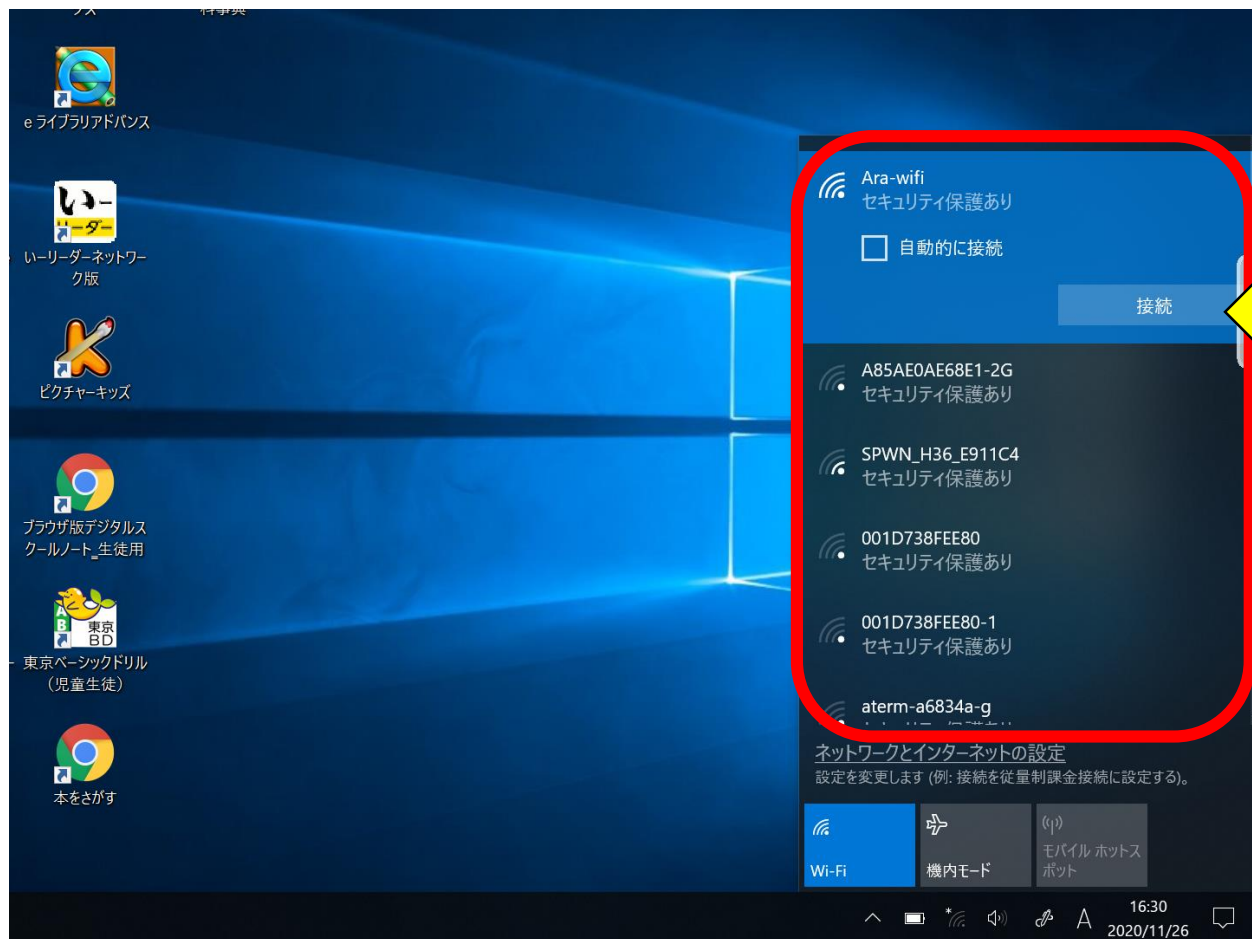 eライブラリアドバンス
いー
リーダー
いーリーダーネットワー
ク版
ピクチャーキッズ
ブラウザ版デジタルス
クールノート_生徒用
A
B
東京
BD
東京ベーシックドリル
(児童生徒)
本をさがす
Ara-wifi
セキュリティ保護あり
自動的に接続
接続
A85AE0AE68E1-2G
セキュリティ保護あり
SPWN_H36_E911C4
セキュリティ保護あり
001D738FEE80
セキュリティ保護あり
001D738FEE80-1
セキュリティ保護あり
aterm-a6834a-g
ネットワークとインターネットの設定
設定を変更します (例: 接続を従量制課金接続に設定する)。
Wi-Fi
機内モード
モバイル ホットス
ポット
A
16:30
2020/11/26